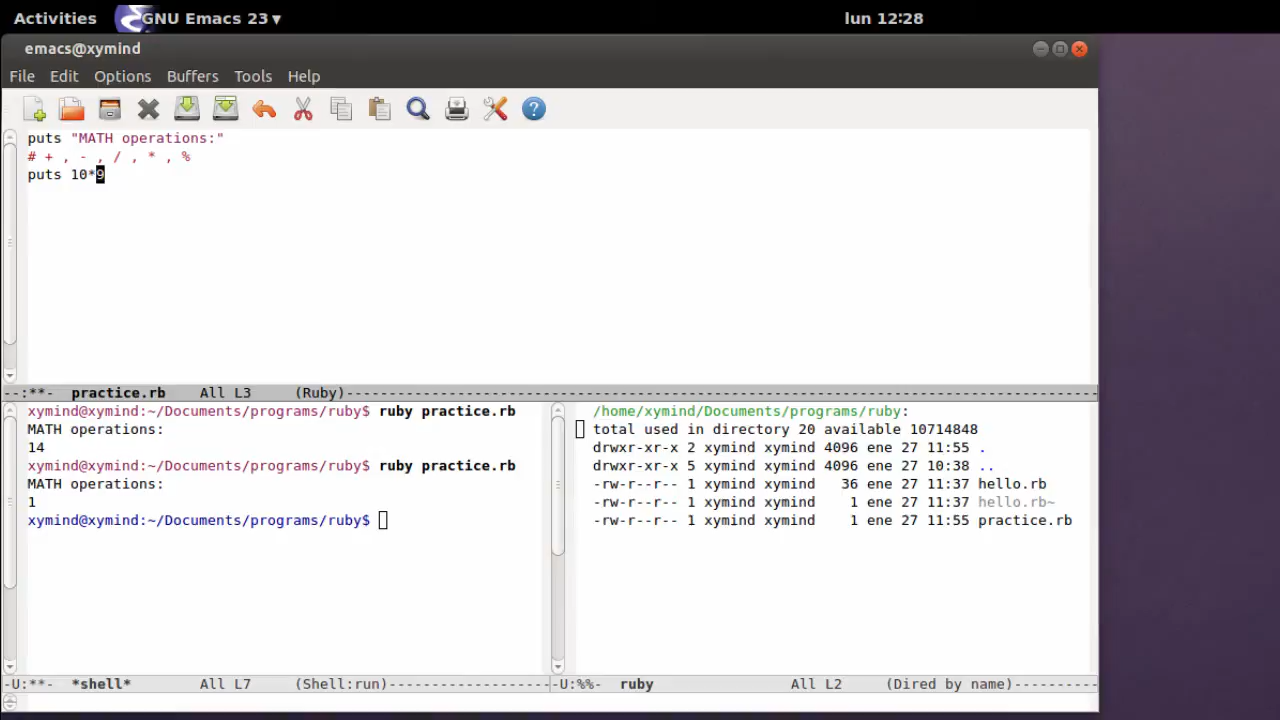 Activities GNU Emacs 23 ▾ lun 12:28
emacs@xymind
File Edit Options Buffers Tools Help
puts "MATH operations:"
# + , - , / , * , %
puts 10*9
--:**- practice.rb All L3 (Ruby)----------------------------------------------------------------------------------------
xymind@xymind:~/Documents/programs/ruby$ ruby practice.rb
MATH operations:
14
xymind@xymind:~/Documents/programs/ruby$ ruby practice.rb
MATH operations:
1
xymind@xymind:~/Documents/programs/ruby$
-U:**- *shell* All L7 (Shell:run)-------------------
/home/xymind/Documents/programs/ruby:
total used in directory 20 available 10714848
drwxr-xr-x 2 xymind xymind 4096 ene 27 11:55 .
drwxr-xr-x 5 xymind xymind 4096 ene 27 10:38 ..
-rw-r--r-- 1 xymind xymind 36 ene 27 11:37 hello.rb
-rw-r--r-- 1 xymind xymind 1 ene 27 11:37 hello.rb~
-rw-r--r-- 1 xymind xymind 1 ene 27 11:55 practice.rb
-U:%%- ruby All L2 (Dired by name)----------